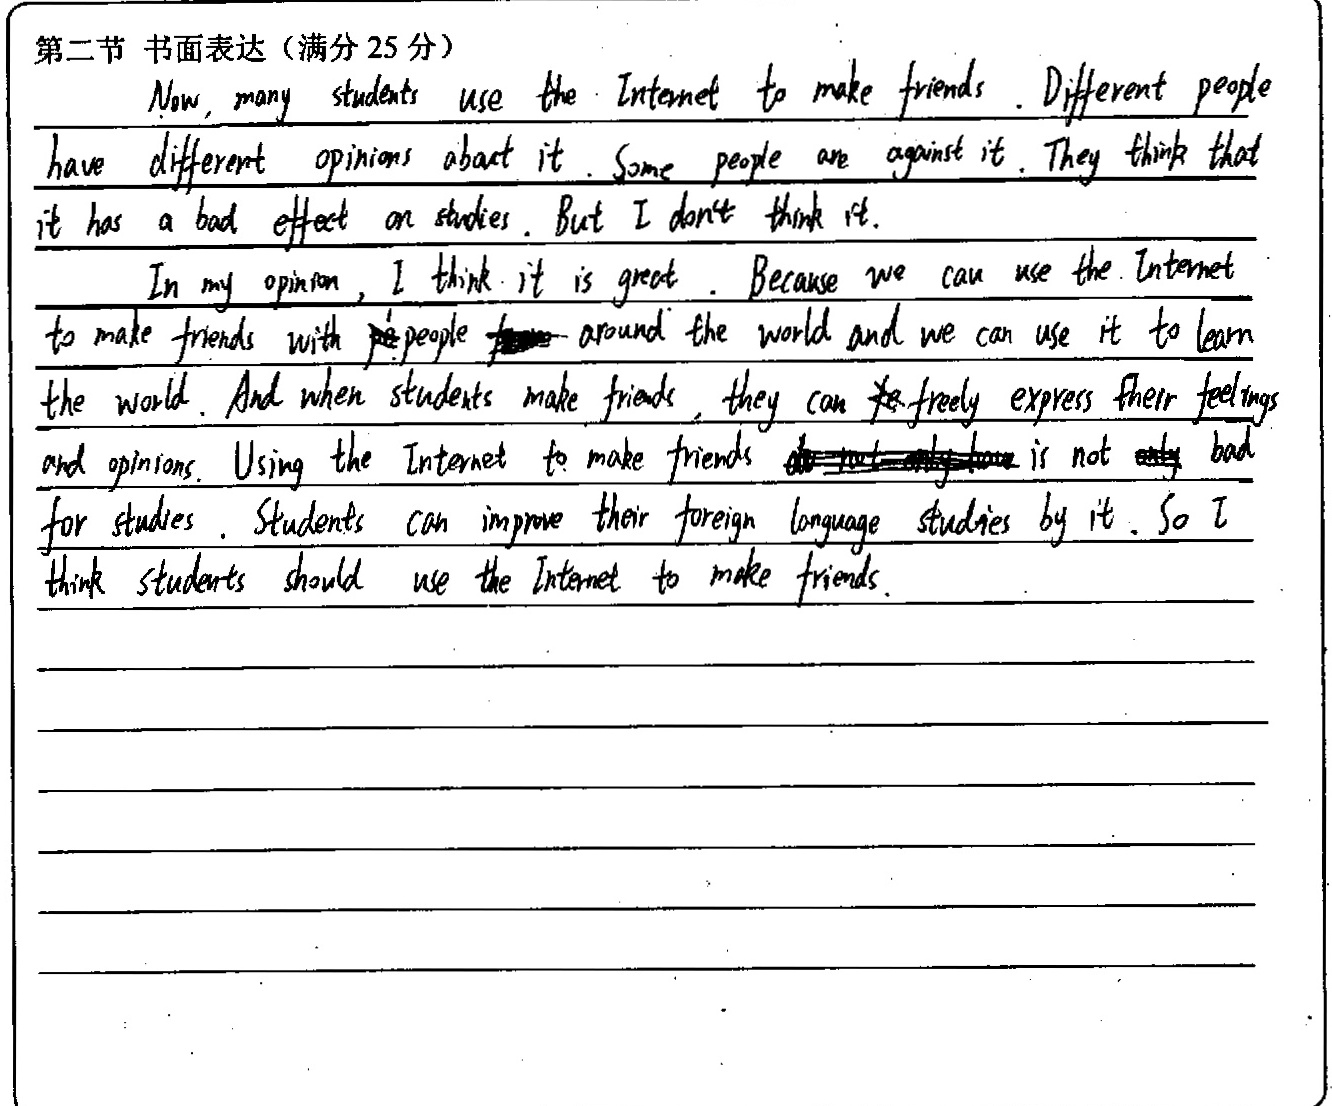 第二节 书面表达（满分 25 分）
Now, many students use the Internet to make friends. Different people
have different opinions about it. Some people are against it. They think that
it has a bad effect on studies. But I don't think it.
In my opinion, I think it is great. Because we can use the Internet
to make friends with people around the world and we can use it to learn
the world. And when students make friends, they can freely express their feelings
and opinions. Using the Internet to make friends is not bad
for studies. Students can improve their foreign language studies by it. So I
think students should use the Internet to make friends.